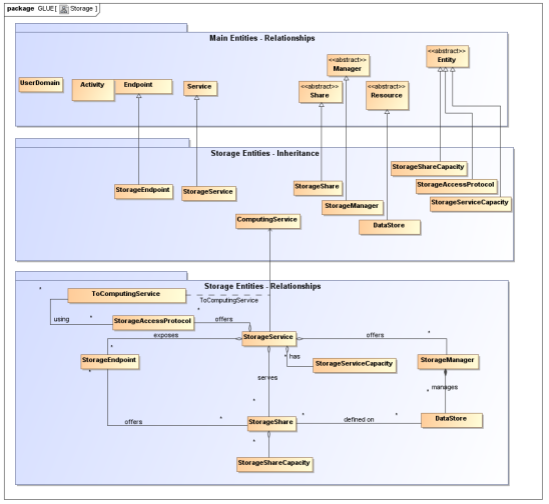 package GLUE [ Storage ]
Main Entities - Relationships
UserDomain
Activity
Endpoint
Service
<<abstract>>
Share
<<abstract>>
Manager
<<abstract>>
Resource
<<abstract>>
Entity
Storage Entities - Inheritance
StorageEndpoint
StorageService
StorageShare
StorageManager
DataStore
StorageShareCapacity
StorageAccessProtocol
StorageServiceCapacity
ComputingService
Storage Entities - Relationships
*
ToComputingService
ToComputingService
*
using
*
StorageAccessProtocol
offers
exposes
StorageService
offers
*
*
StorageEndpoint
*
* has
StorageServiceCapacity
StorageManager
serves
manages
*
*
*
*
*
offers
StorageShare
defined on
DataStore
*
StorageShareCapacity